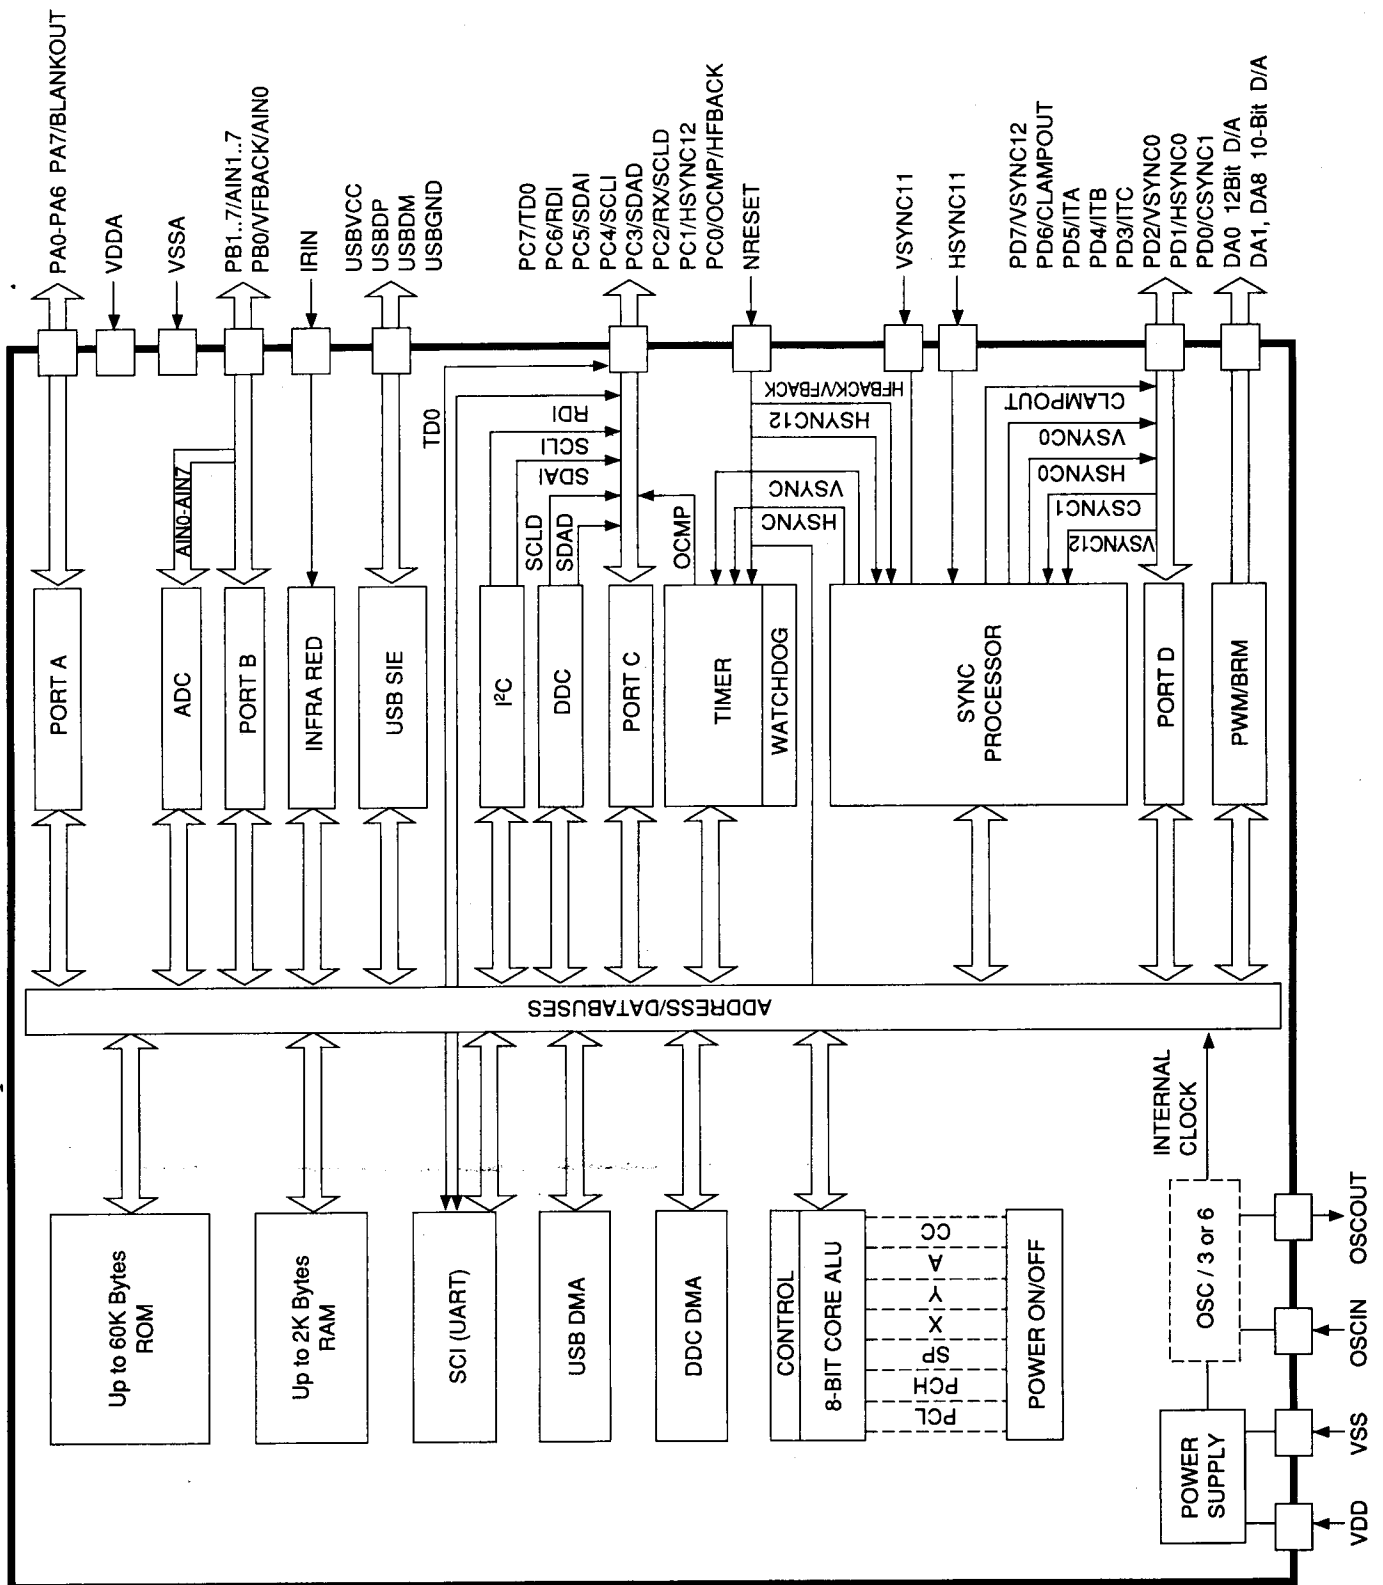 Up to 60K Bytes
ROM
Up to 2K Bytes
RAM
SCI (UART)
USB DMA
DDC DMA
CONTROL
8-BIT CORE ALU
PCL
PCH
SP
X
Y
A
CC
POWER ON/OFF
POWER
SUPPLY
OSC / 3 or 6
INTERNAL
CLOCK
VDD
VSS
OSCIN
OSCOUT
ADDRESS/DATABUSES
PORT A
ADC
PORT B
INFRA RED
USB SIE
I²C
DDC
PORT C
TIMER
WATCHDOG
SYNC
PROCESSOR
PORT D
PWM/BRM
AIN0-AIN7
TD0
RDI
SCLI
SDAI
SCLD
SDAD
OCMP
HFBACK/VFBACK
HSYNC12
VSYNC
HSYNC
CLAMPOUT
VSYNC0
HSYNC0
CSYNC1
VSYNC12
PA0-PA6 PA7/BLANKOUT
VDDA
VSSA
PB1..7/AIN1..7
PB0/VFBACK/AIN0
IRIN
USBVCC
USBDP
USBDM
USBGND
PC7/TD0
PC6/RDI
PC5/SDAI
PC4/SCLI
PC3/SDAD
PC2/RX/SCLD
PC1/HSYNC12
PC0/OCMP/HFBACK
NRESET
VSYNC11
HSYNC11
PD7/VSYNC12
PD6/CLAMPOUT
PD5/ITA
PD4/ITB
PD3/ITC
PD2/VSYNC0
PD1/HSYNC0
PD0/CSYNC1
DA0 12Bit D/A
DA1, DA8 10-Bit D/A